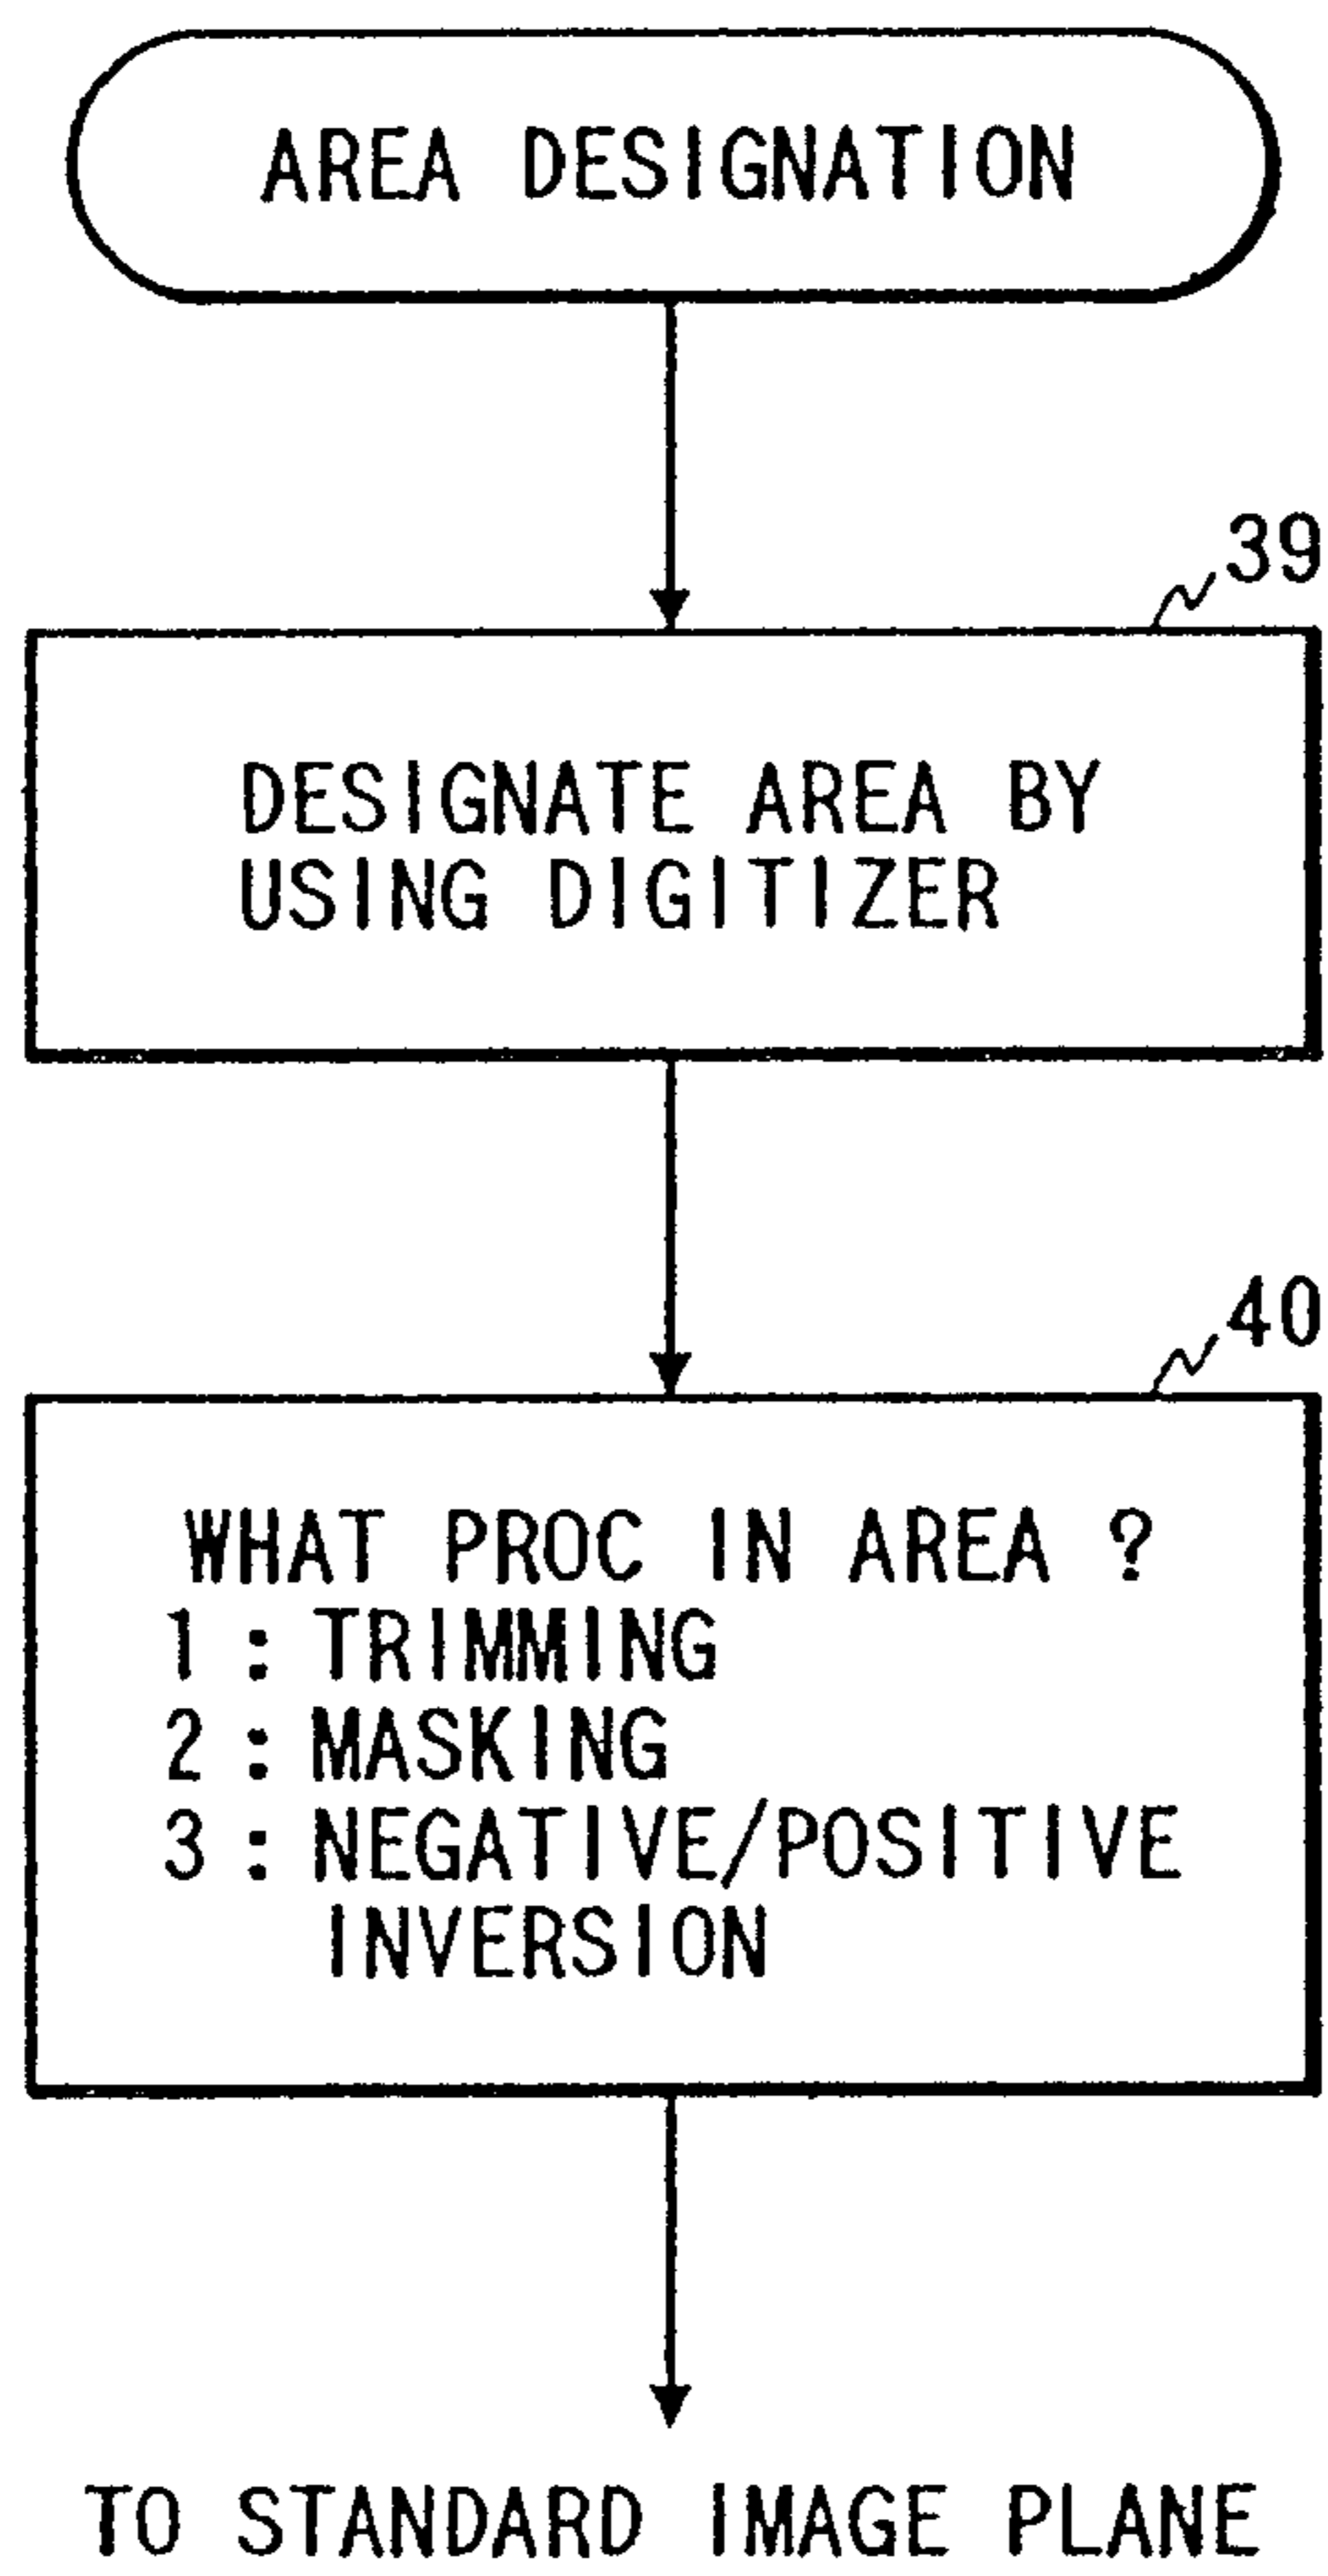 AREA DESIGNATION
39
DESIGNATE AREA BY
USING DIGITIZER
40
WHAT PROC IN AREA ?
1 : TRIMMING
2 : MASKING
3 : NEGATIVE/POSITIVE
INVERSION
TO STANDARD IMAGE PLANE